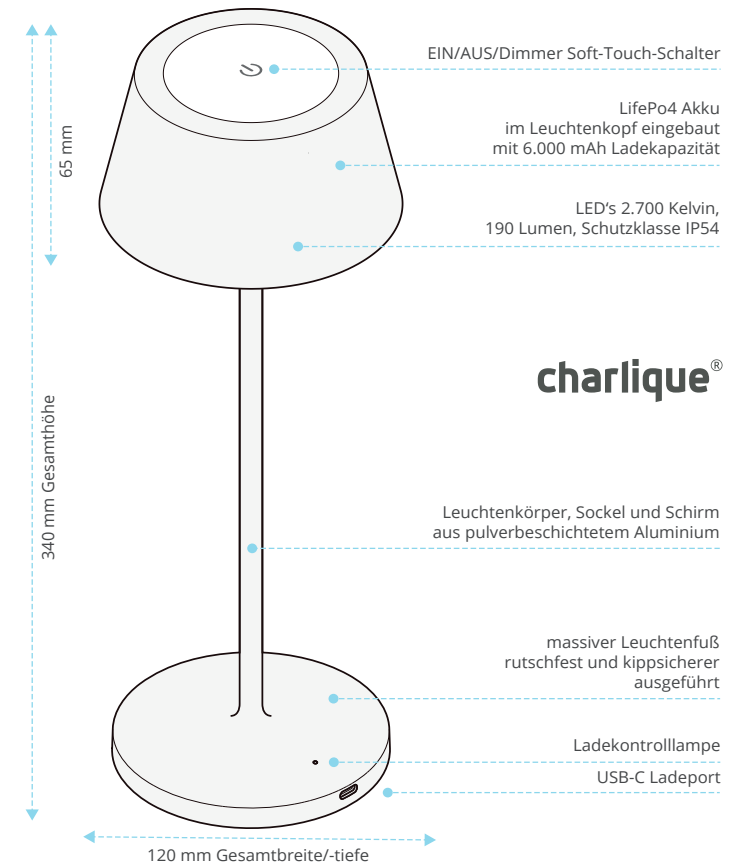 EIN/AUS/Dimmer Soft-Touch-Schalter
LifePo4 Akku
im Leuchtenkopf eingebaut
mit 6.000 mAh Ladekapazität
65 mm
LED‘s 2.700 Kelvin,
190 Lumen, Schutzklasse IP54
charlique®
340 mm Gesamthöhe
Leuchtenkörper, Sockel und Schirm
aus pulverbeschichtetem Aluminium
massiver Leuchtenfuß
rutschfest und kippsicherer
ausgeführt
Ladekontrolllampe
USB-C Ladeport
120 mm Gesamtbreite/-tiefe